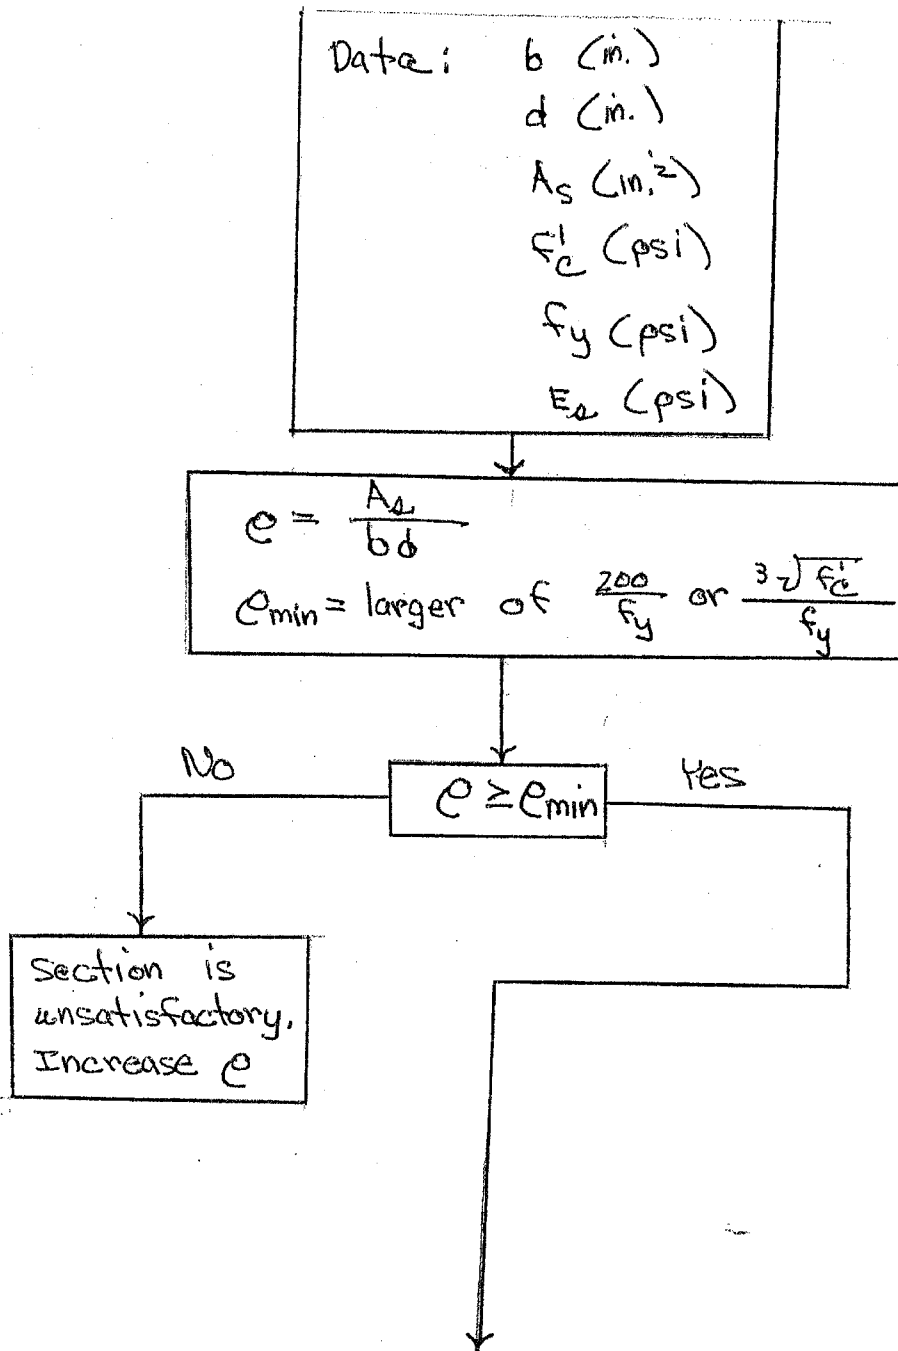 Data: b (in.)
d (in.)
As (in.²)
f'c (psi)
fy (psi)
Es (psi)
ρ = As / bd
ρmin = larger of 200/fy or 3√f'c/fy
No
ρ ≥ ρmin
Yes
Section is
unsatisfactory.
Increase ρ